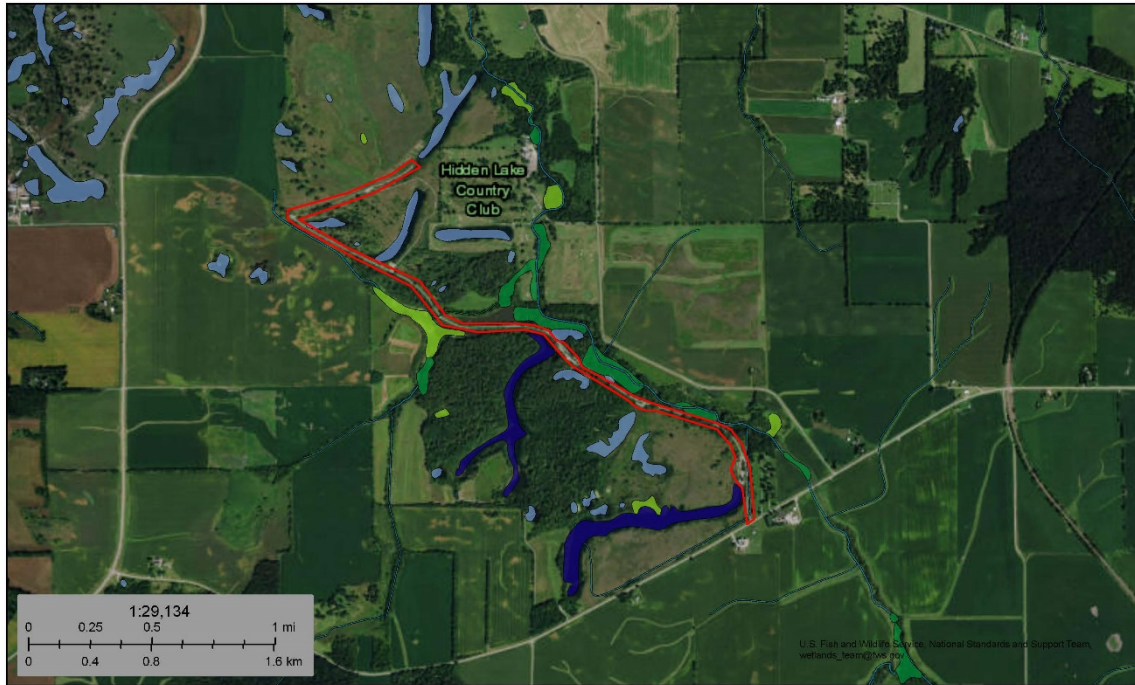 Hidden Lake
Country
Club
1:29,134
0 0.25 0.5 1 mi
0 0.4 0.8 1.6 km
U.S. Fish and Wildlife Service, National Standards and Support Team,
wetlands_team@fws.gov